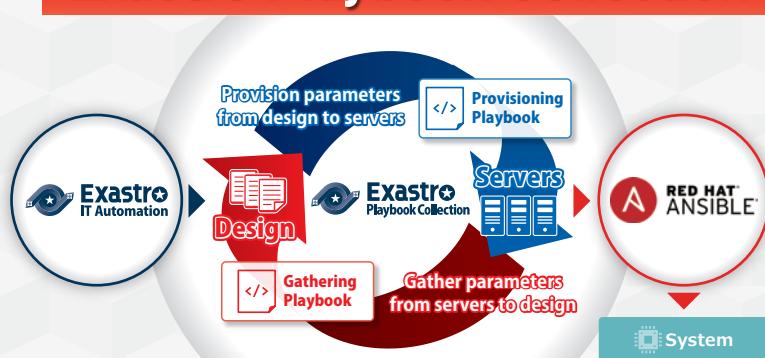 Provision parameters
from design to servers
</>
Provisioning
Playbook
Exastro
IT Automation
Design
Exastro
Playbook Collection
Servers
RED HAT
ANSIBLE
</>
Gathering
Playbook
Gather parameters
from servers to design
System